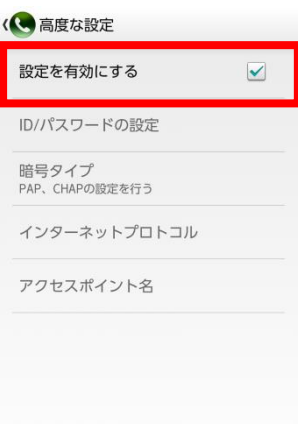 高度な設定
設定を有効にする
ID/パスワードの設定
暗号タイプ
PAP、CHAPの設定を行う
インターネットプロトコル
アクセスポイント名